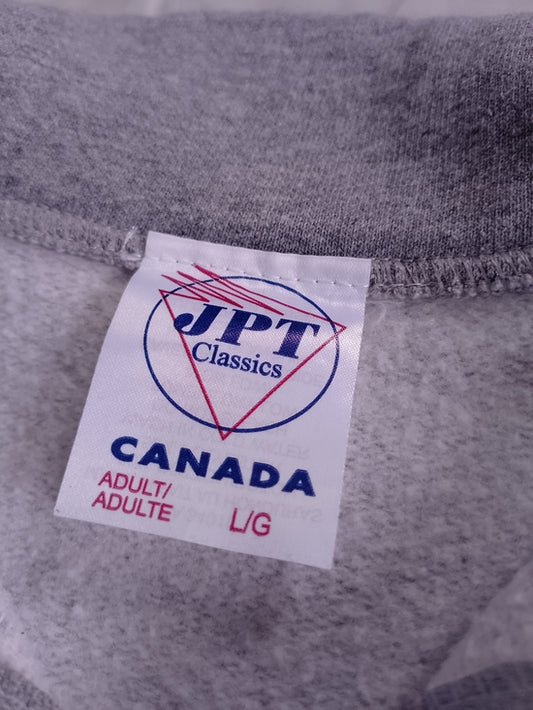 JPT
Classics
CANADA
ADULT/
ADULTE L/G